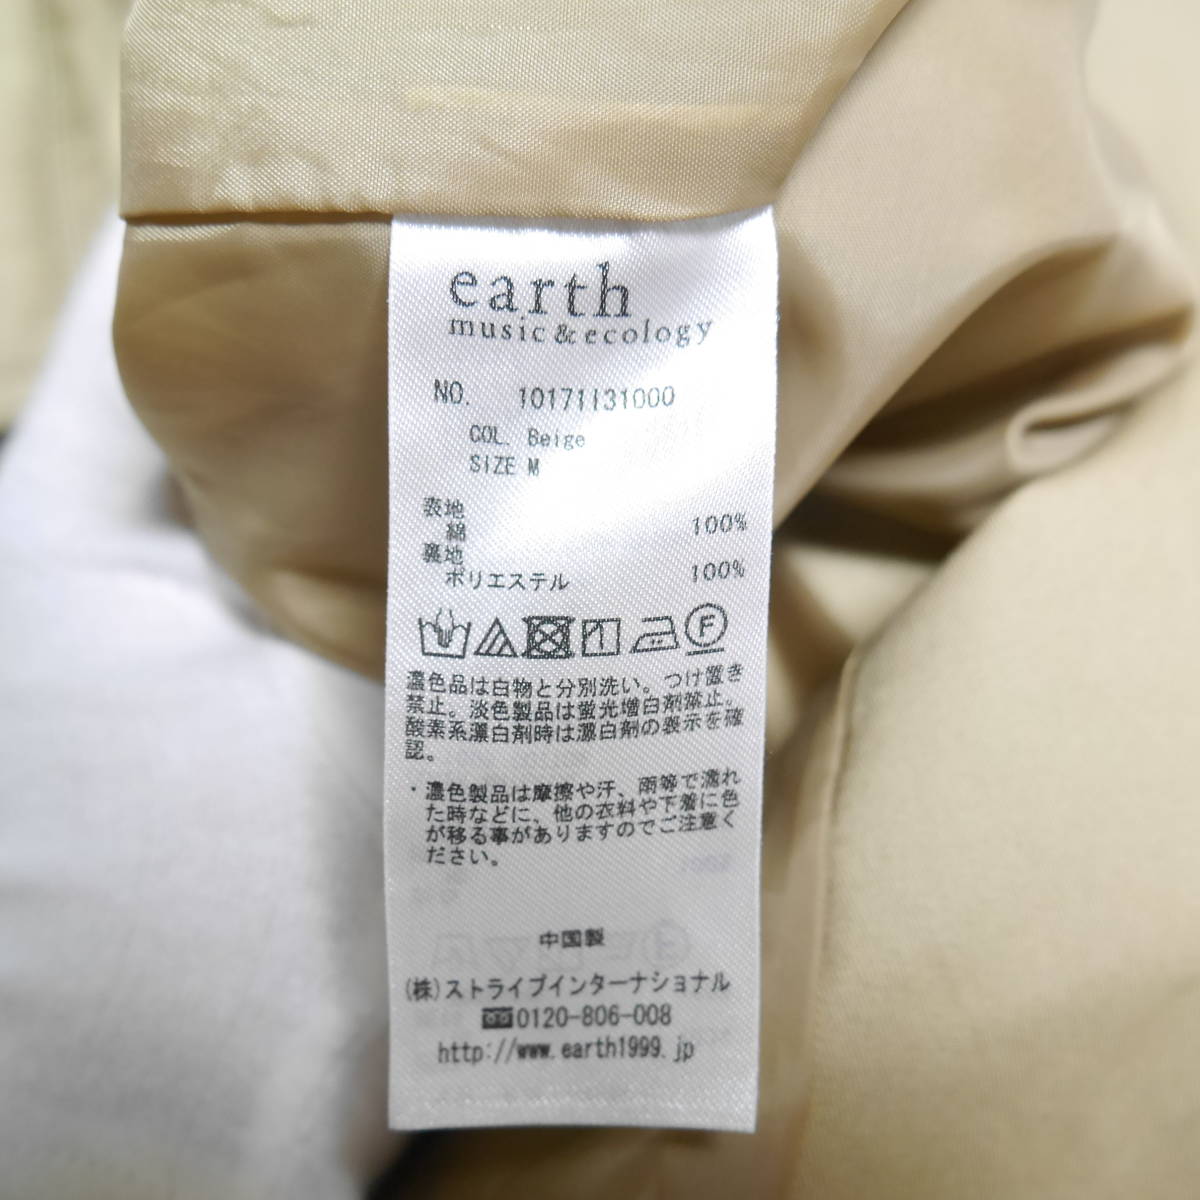 earth
music&ecology
NO. 10171131000
COL. Beige
SIZE M
表地
綿 100%
裏地
ポリエステル 100%
F
濃色品は白物と分別洗い。つけ置き
禁止。淡色製品は蛍光増白剤禁止。
酸素系漂白剤時は漂白剤の表示を確
認。
・濃色製品は摩擦や汗、雨等で濡れ
た時などに、他の衣料や下着に色
が移る事がありますのでご注意く
ださい。
中国製
(株)ストライプインターナショナル
0120-806-008
http://www.earth1999.jp